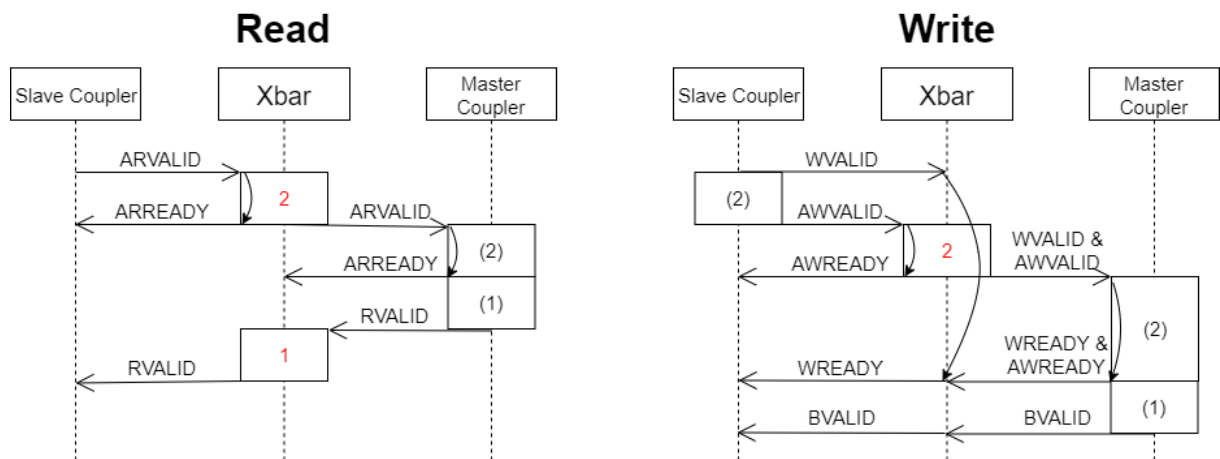 Read
Slave Coupler
Xbar
Master
Coupler
ARVALID
2
ARREADY
ARVALID
(2)
ARREADY
(1)
RVALID
1
RVALID
Write
Slave Coupler
Xbar
Master
Coupler
WVALID
(2)
AWVALID
2
WVALID &
AWVALID
AWREADY
(2)
WREADY &
AWREADY
WREADY
(1)
BVALID
BVALID